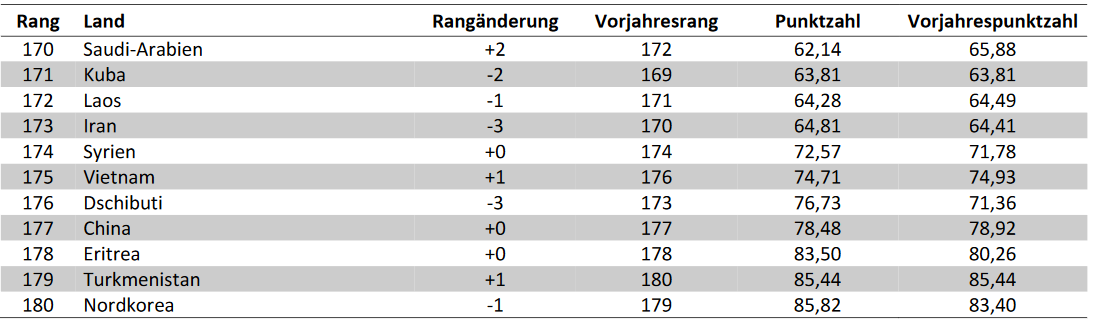 Rang Land Rangänderung Vorjahresrang Punktzahl Vorjahrespunktzahl
170 Saudi-Arabien +2 172 62,14 65,88
171 Kuba -2 169 63,81 63,81
172 Laos -1 171 64,28 64,49
173 Iran -3 170 64,81 64,41
174 Syrien +0 174 72,57 71,78
175 Vietnam +1 176 74,71 74,93
176 Dschibuti -3 173 76,73 71,36
177 China +0 177 78,48 78,92
178 Eritrea +0 178 83,50 80,26
179 Turkmenistan +1 180 85,44 85,44
180 Nordkorea -1 179 85,82 83,40